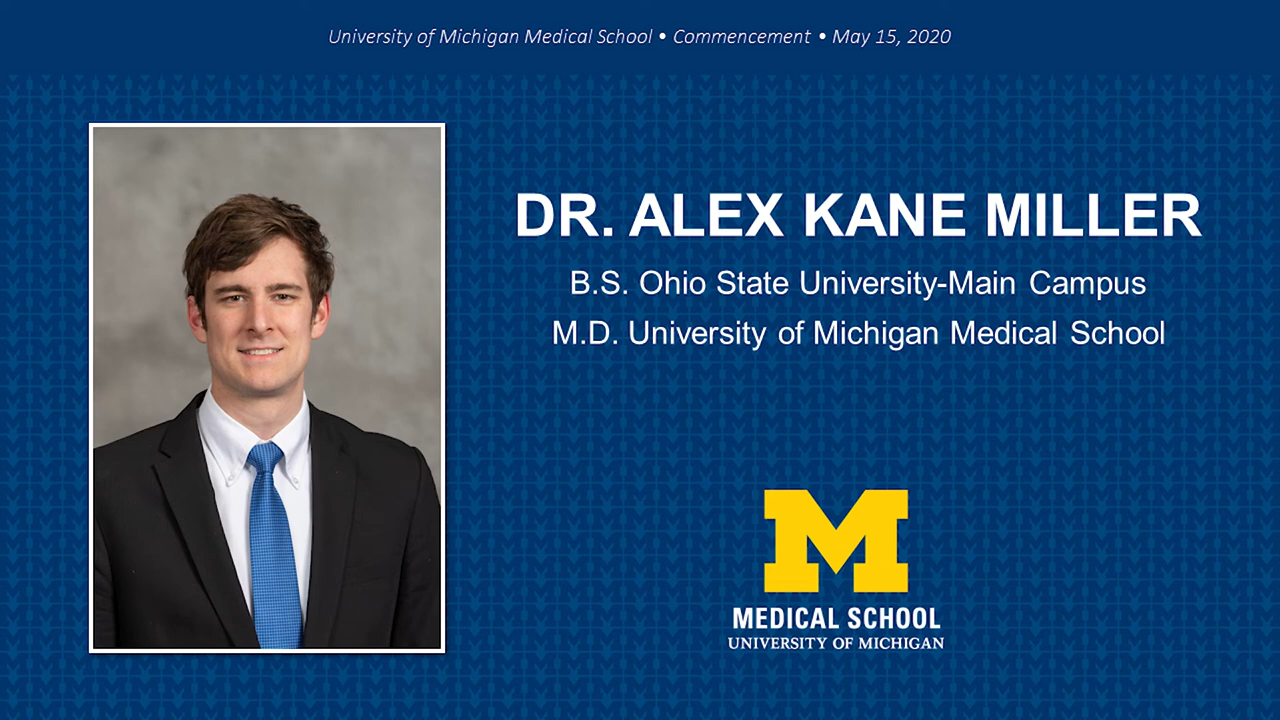 University of Michigan Medical School • Commencement • May 15, 2020
DR. ALEX KANE MILLER
B.S. Ohio State University-Main Campus
M.D. University of Michigan Medical School
M
MEDICAL SCHOOL
UNIVERSITY OF MICHIGAN